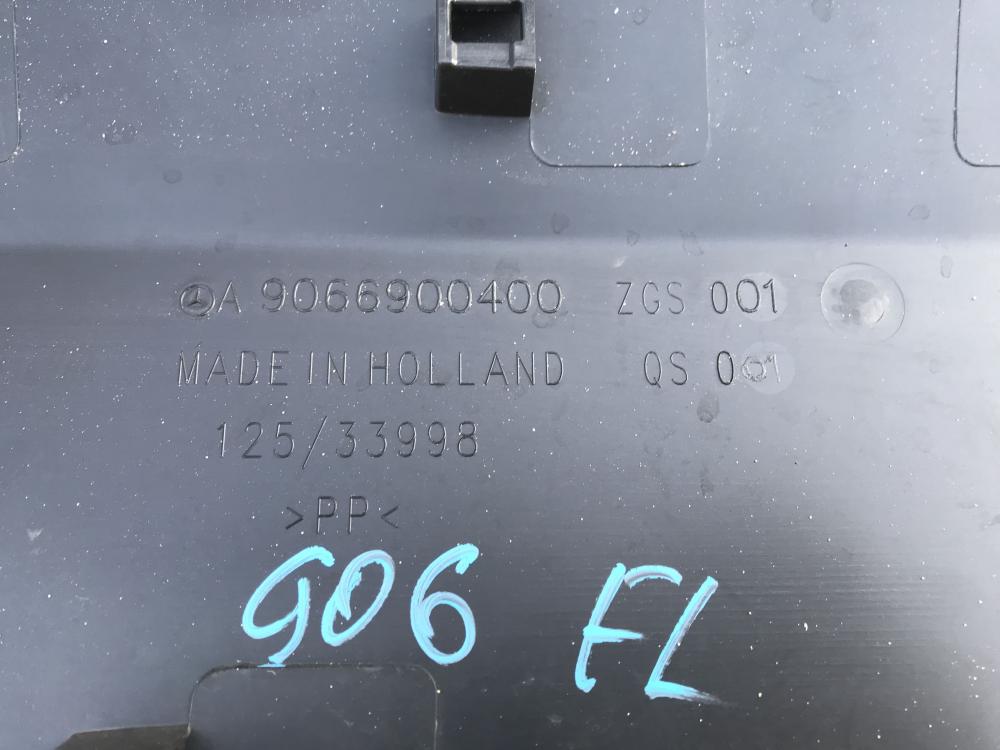 A 9066900400 ZGS 001
MADE IN HOLLAND QS 001
125/33998
>PP<
906 FL